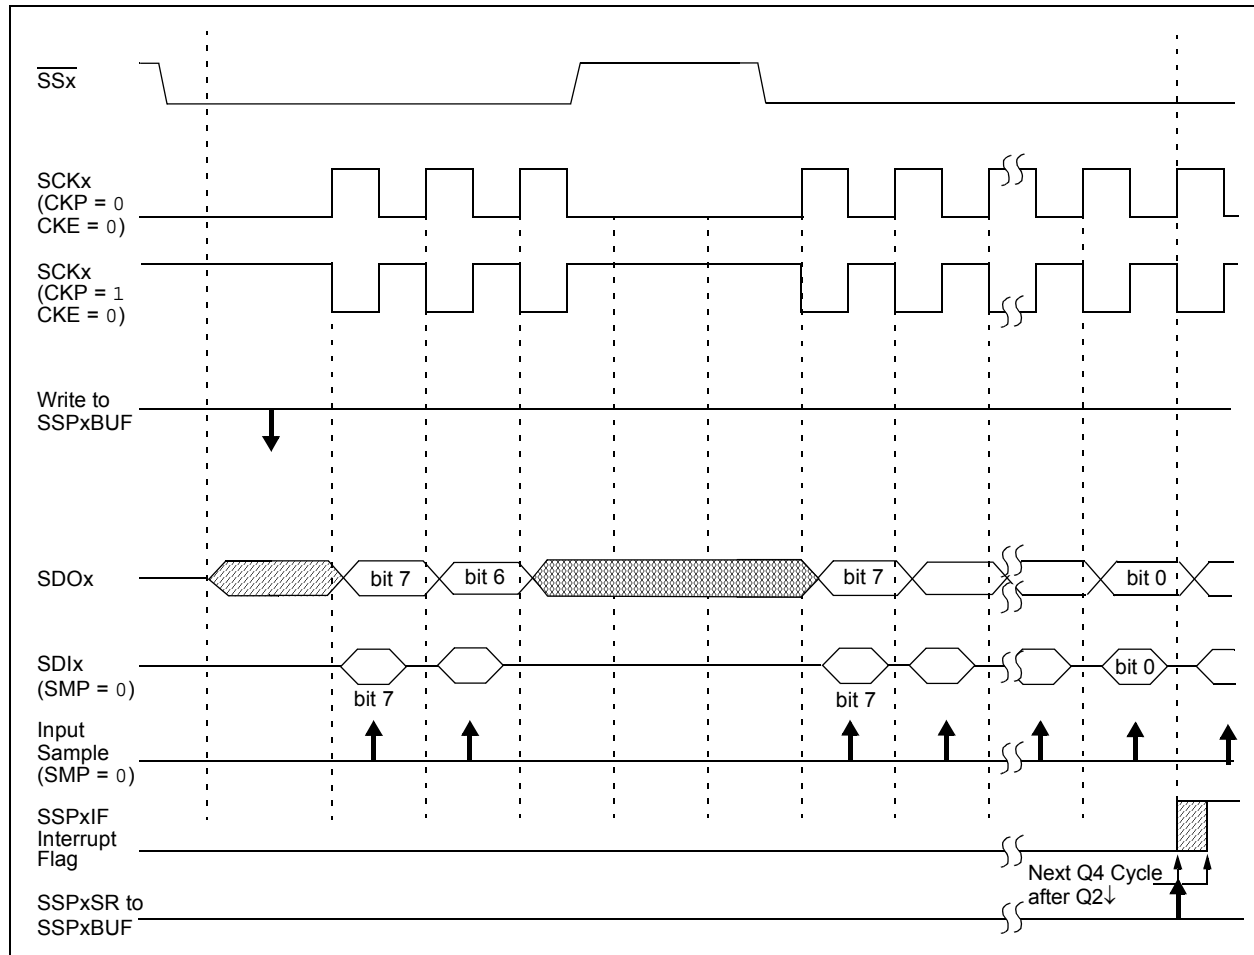 SSx
SCKx
(CKP = 0
CKE = 0)
SCKx
(CKP = 1
CKE = 0)
Write to
SSPxBUF
SDOx
bit 7
bit 6
bit 7
bit 0
SDIx
(SMP = 0)
bit 7
bit 7
bit 0
Input
Sample
(SMP = 0)
SSPxIF
Interrupt
Flag
Next Q4 Cycle
after Q2↓
SSPxSR to
SSPxBUF